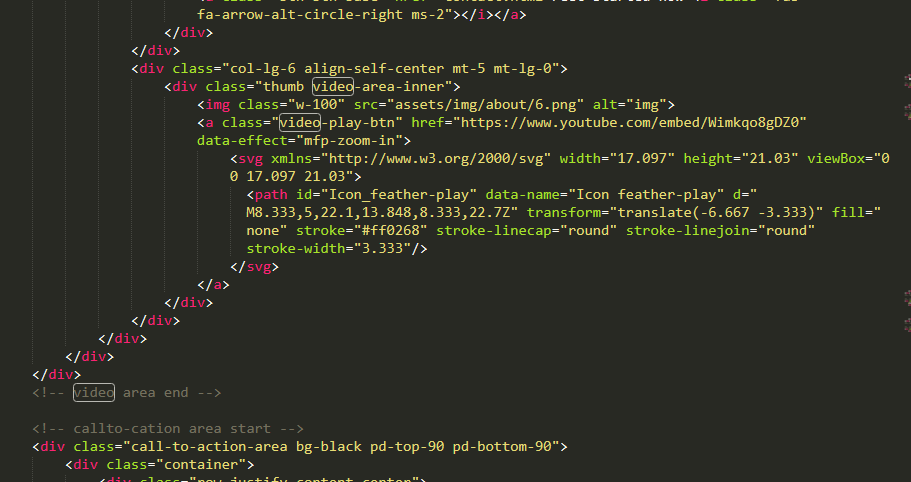 fa-arrow-alt-circle-right ms-2"></i></a>
</div>
</div>
<div class="col-lg-6 align-self-center mt-5 mt-lg-0">
<div class="thumb video-area-inner">
<img class="w-100" src="assets/img/about/6.png" alt="img">
<a class="video-play-btn" href="https://www.youtube.com/embed/Wimkqo8gDZ0"
data-effect="mfp-zoom-in">
<svg xmlns="http://www.w3.org/2000/svg" width="17.097" height="21.03" viewBox="0
0 17.097 21.03">
<path id="Icon_feather-play" data-name="Icon feather-play" d="
M8.333,5,22.1,13.848,8.333,22.7Z" transform="translate(-6.667 -3.333)" fill="
none" stroke="#ff0268" stroke-linecap="round" stroke-linejoin="round"
stroke-width="3.333"/>
</svg>
</a>
</div>
</div>
</div>
</div>
</div>
<!-- video area end -->
<!-- callto-cation area start -->
<div class="call-to-action-area bg-black pd-top-90 pd-bottom-90">
<div class="container">
<div class="row justify-content-center">